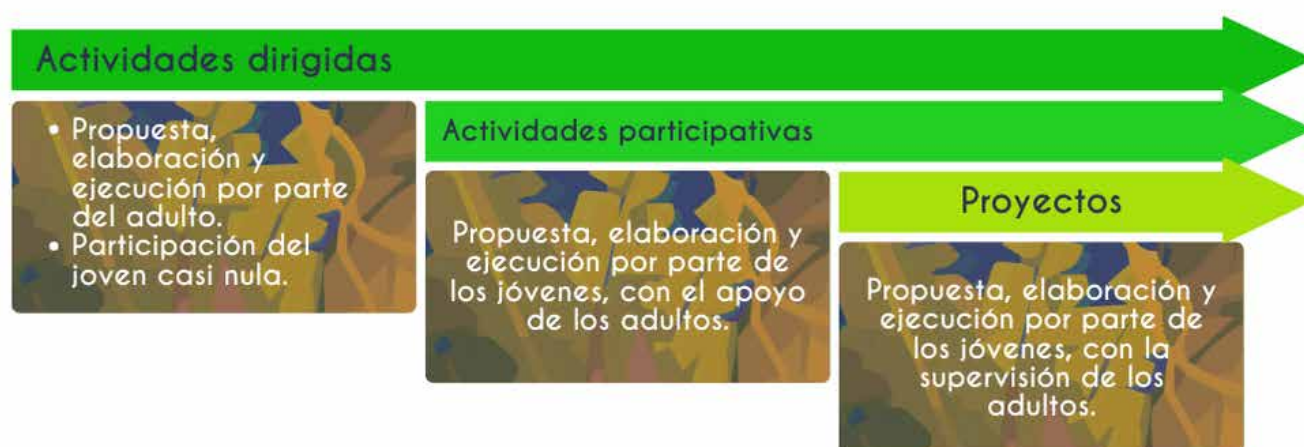 Actividades dirigidas
• Propuesta,
elaboración y
ejecución por parte
del adulto.
• Participación del
joven casi nula.
Actividades participativas
Propuesta, elaboración y
ejecución por parte de
los jóvenes, con el apoyo
de los adultos.
Proyectos
Propuesta, elaboración y
ejecución por parte de
los jóvenes, con la
supervisión de los
adultos.